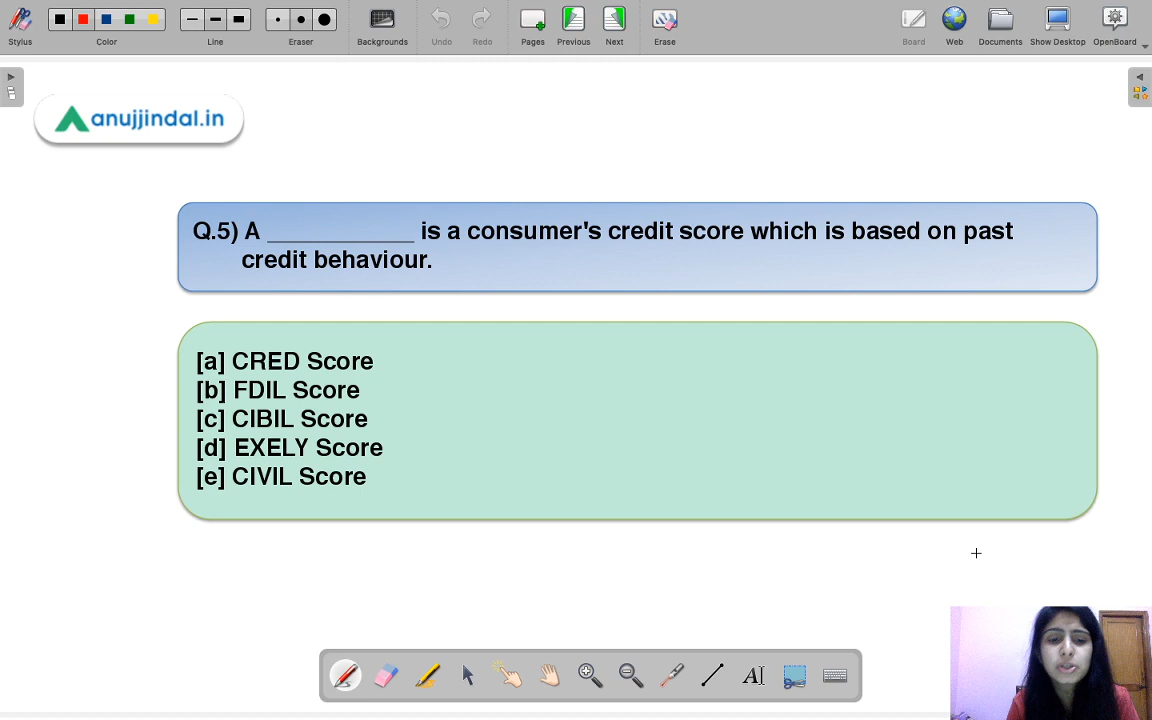 Stylus
Color
Line
Eraser
Backgrounds
Undo
Redo
Pages
Previous
Next
Erase
Board
Web
Documents
Show Desktop
OpenBoard
anujjindal.in
Q.5) A ___________ is a consumer's credit score which is based on past
credit behaviour.
[a] CRED Score
[b] FDIL Score
[c] CIBIL Score
[d] EXELY Score
[e] CIVIL Score
A